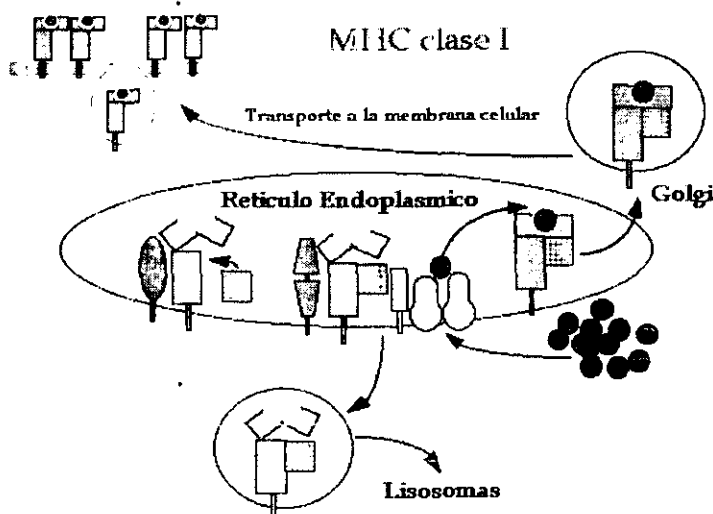 MHC clase I
Transporte a la membrana celular
Golgi
Reticulo Endoplasmico
Lisosomas